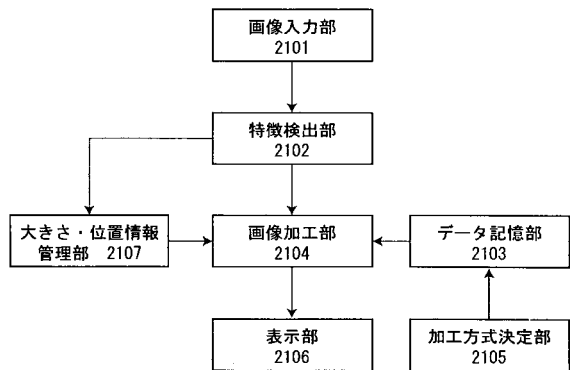 画像入力部
2101
特徴検出部
2102
大きさ・位置情報
管理部 2107
画像加工部
2104
データ記憶部
2103
表示部
2106
加工方式決定部
2105